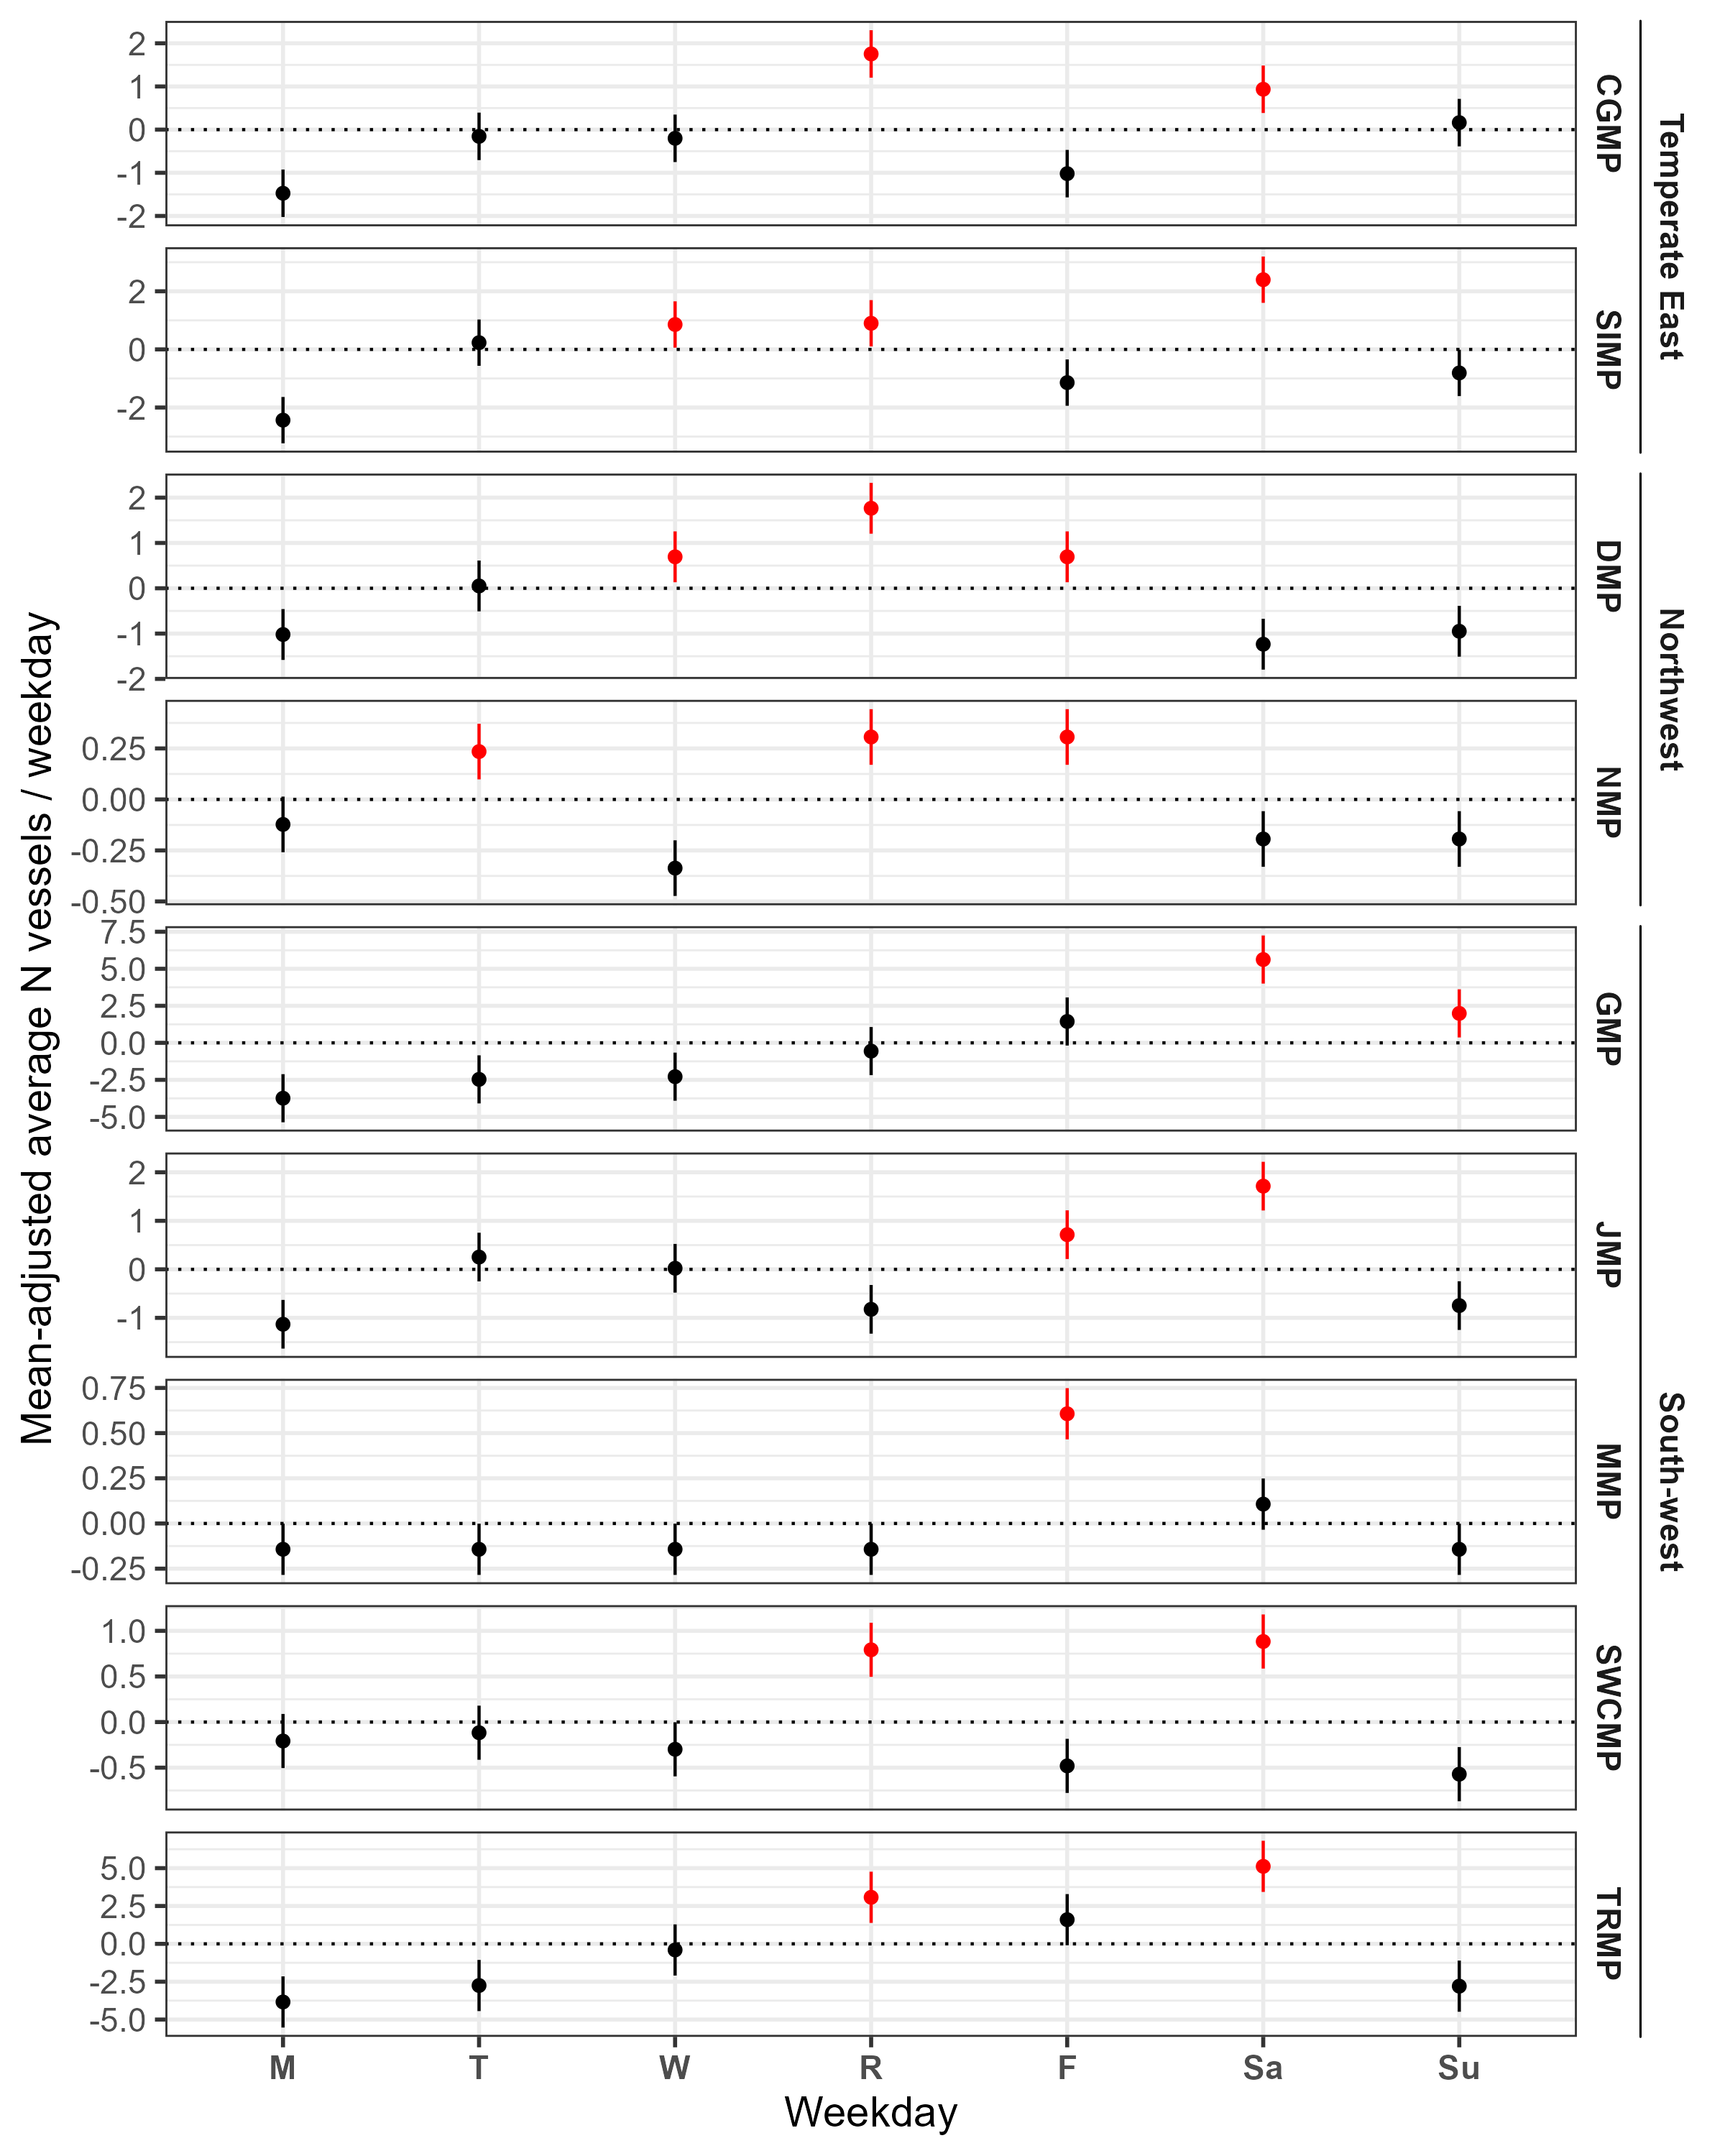 Mean-adjusted average N vessels / weekday
2
1
0
-1
-2
CGMP
Temperate East
2
0
-2
SIMP
2
1
0
-1
-2
DMP
Northwest
0.25
0.00
-0.25
-0.50
NMP
7.5
5.0
2.5
0.0
-2.5
-5.0
GMP
South-west
2
1
0
-1
JMP
0.75
0.50
0.25
0.00
-0.25
MMP
1.0
0.5
0.0
-0.5
SWCMP
5.0
2.5
0.0
-2.5
-5.0
TRMP
M T W R F Sa Su
Weekday